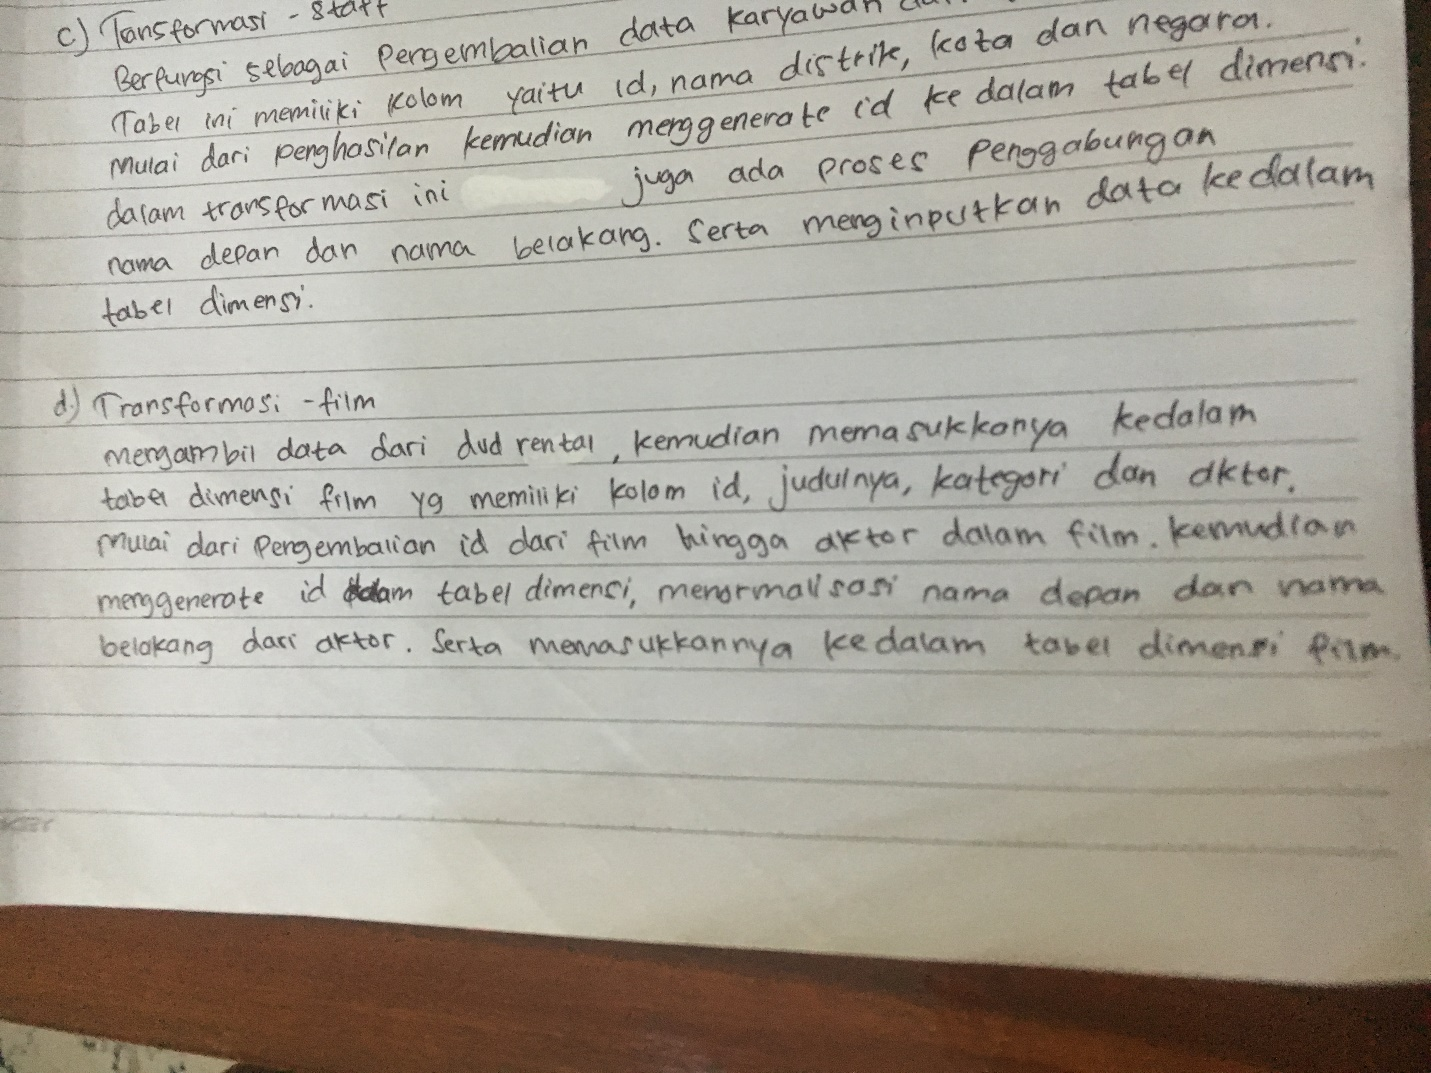 c) Tansformasi - staff
Berfungsi sebagai Pengembalian data karyawan
Tabel ini memiliki kolom yaitu id, nama distrik, kota dan negara.
Mulai dari penghasilan kemudian menggenerate id ke dalam tabel dimensi.
dalam transformasi ini juga ada proses penggabungan
nama depan dan nama belakang. Serta menginputkan data kedalam
tabel dimensi.
d.) Transformasi - film
mengambil data dari dvd rental, kemudian memasukkanya kedalam
tabel dimensi film yg memiliki kolom id, judulnya, kategori dan aktor.
Mulai dari Pengembalian id dari film hingga aktor dalam film. kemudian
menggenerate id dalam tabel dimensi, menormalisasi nama depan dan nama
belakang dari aktor. Serta memasukkannya kedalam tabel dimensi film.